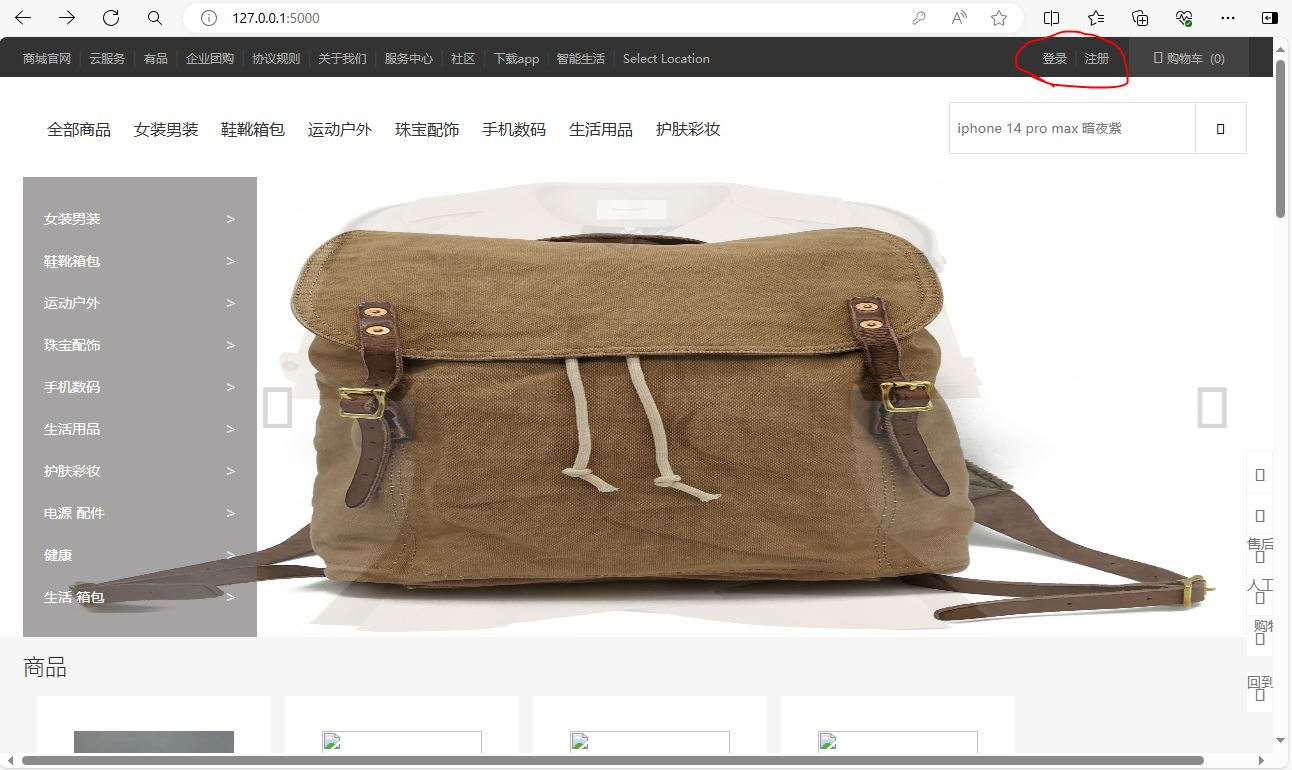 127.0.0.1:5000
商城官网 云服务 有品 企业团购 协议规则 关于我们 服务中心 社区 下载app 智能生活 Select Location 登录 注册 购物车 (0)
全部商品 女装男装 鞋靴箱包 运动户外 珠宝配饰 手机数码 生活用品 护肤彩妆 iphone 14 pro max 暗夜紫
女装男装 >
鞋靴箱包 >
运动户外 >
珠宝配饰 >
手机数码 >
生活用品 >
护肤彩妆 >
电源 配件 >
健康 >
生活 箱包 >
售后
人工
购物
回到
商品